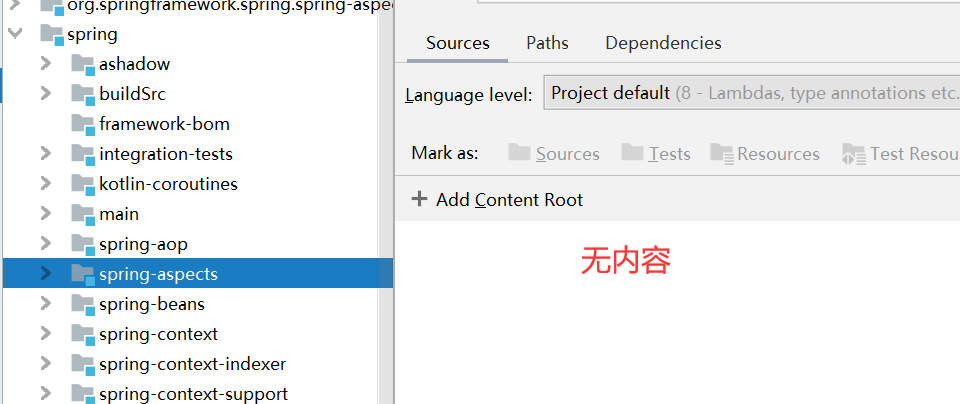 org.springframework.spring.spring-aspe
spring
ashadow
buildSrc
framework-bom
integration-tests
kotlin-coroutines
main
spring-aop
spring-aspects
spring-beans
spring-context
spring-context-indexer
spring-context-support
Sources Paths Dependencies
Language level: Project default (8 - Lambdas, type annotations etc.
Mark as: Sources Tests Resources Test Resou
+ Add Content Root
无内容